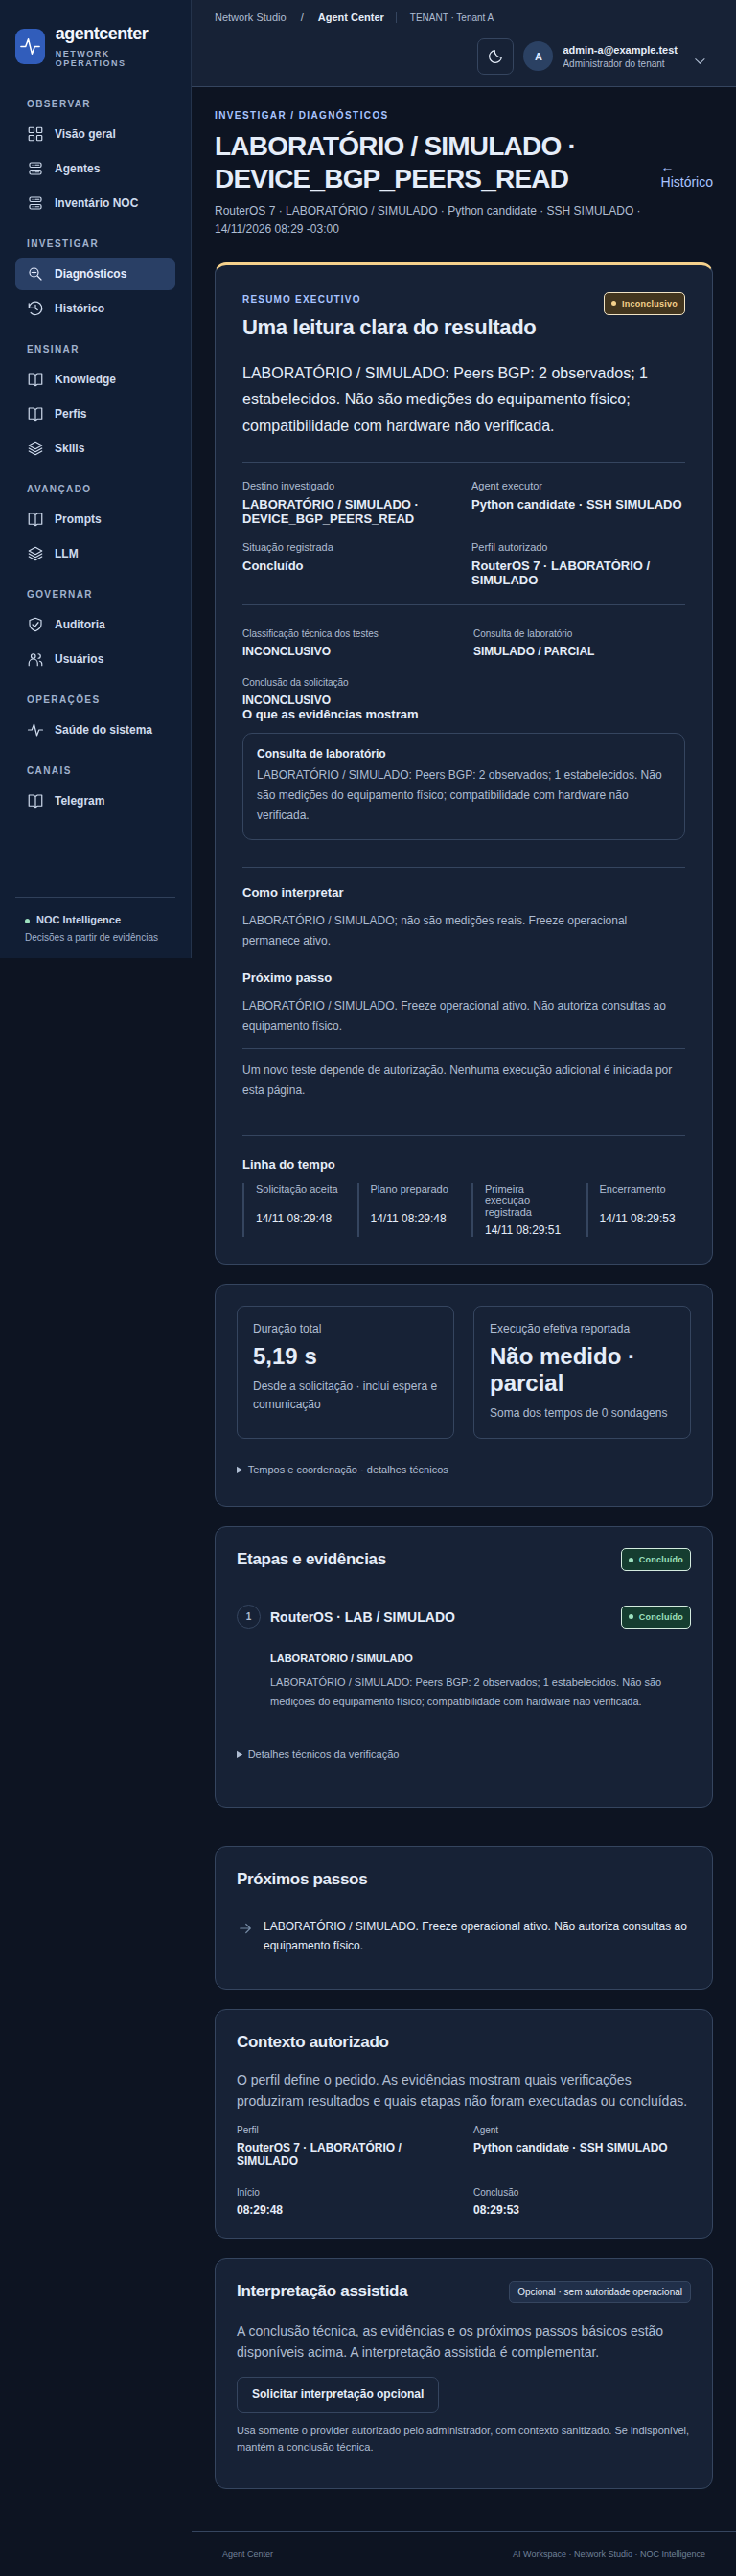 agentcenter
NETWORK
OPERATIONS
OBSERVAR
Visão geral
Agentes
Inventário NOC
INVESTIGAR
Diagnósticos
Histórico
ENSINAR
Knowledge
Perfis
Skills
AVANÇADO
Prompts
LLM
GOVERNAR
Auditoria
Usuários
OPERAÇÕES
Saúde do sistema
CANAIS
Telegram
NOC Intelligence
Decisões a partir de evidências
Network Studio / Agent Center TENANT · Tenant A
A
admin-a@example.test
Administrador do tenant
INVESTIGAR / DIAGNÓSTICOS
LABORATÓRIO / SIMULADO ·
DEVICE_BGP_PEERS_READ
←
Histórico
RouterOS 7 · LABORATÓRIO / SIMULADO · Python candidate · SSH SIMULADO ·
14/11/2026 08:29 -03:00
RESUMO EXECUTIVO
Inconclusivo
Uma leitura clara do resultado
LABORATÓRIO / SIMULADO: Peers BGP: 2 observados; 1
estabelecidos. Não são medições do equipamento físico;
compatibilidade com hardware não verificada.
Destino investigado
LABORATÓRIO / SIMULADO ·
DEVICE_BGP_PEERS_READ
Agent executor
Python candidate · SSH SIMULADO
Situação registrada
Concluído
Perfil autorizado
RouterOS 7 · LABORATÓRIO /
SIMULADO
Classificação técnica dos testes
INCONCLUSIVO
Consulta de laboratório
SIMULADO / PARCIAL
Conclusão da solicitação
INCONCLUSIVO
O que as evidências mostram
Consulta de laboratório
LABORATÓRIO / SIMULADO: Peers BGP: 2 observados; 1 estabelecidos. Não
são medições do equipamento físico; compatibilidade com hardware não
verificada.
Como interpretar
LABORATÓRIO / SIMULADO; não são medições reais. Freeze operacional
permanece ativo.
Próximo passo
LABORATÓRIO / SIMULADO. Freeze operacional ativo. Não autoriza consultas ao
equipamento físico.
Um novo teste depende de autorização. Nenhuma execução adicional é iniciada por
esta página.
Linha do tempo
Solicitação aceita
14/11 08:29:48
Plano preparado
14/11 08:29:48
Primeira
execução
registrada
14/11 08:29:51
Encerramento
14/11 08:29:53
Duração total
5,19 s
Desde a solicitação · inclui espera e
comunicação
Execução efetiva reportada
Não medido ·
parcial
Soma dos tempos de 0 sondagens
Tempos e coordenação · detalhes técnicos
Etapas e evidências
Concluído
1
RouterOS · LAB / SIMULADO
Concluído
LABORATÓRIO / SIMULADO
LABORATÓRIO / SIMULADO: Peers BGP: 2 observados; 1 estabelecidos. Não são
medições do equipamento físico; compatibilidade com hardware não verificada.
Detalhes técnicos da verificação
Próximos passos
→ LABORATÓRIO / SIMULADO. Freeze operacional ativo. Não autoriza consultas ao
equipamento físico.
Contexto autorizado
O perfil define o pedido. As evidências mostram quais verificações
produziram resultados e quais etapas não foram executadas ou concluídas.
Perfil
RouterOS 7 · LABORATÓRIO /
SIMULADO
Agent
Python candidate · SSH SIMULADO
Início
08:29:48
Conclusão
08:29:53
Interpretação assistida
Opcional · sem autoridade operacional
A conclusão técnica, as evidências e os próximos passos básicos estão
disponíveis acima. A interpretação assistida é complementar.
Solicitar interpretação opcional
Usa somente o provider autorizado pelo administrador, com contexto sanitizado. Se indisponível,
mantém a conclusão técnica.
Agent Center
AI Workspace · Network Studio · NOC Intelligence